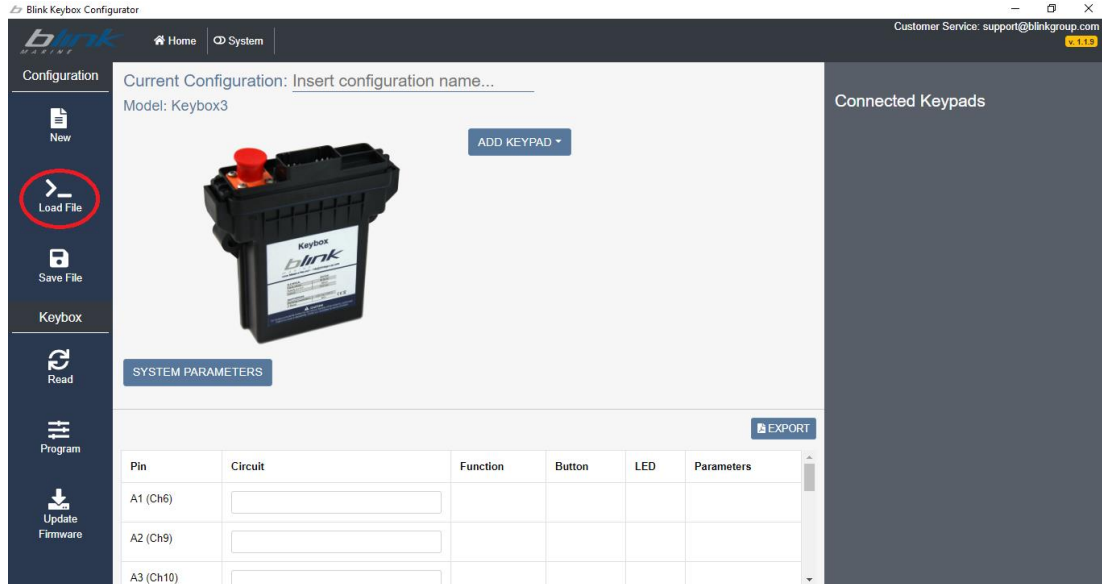 Blink Keybox Configurator
blink
MARINE
Home
System
Customer Service: support@blinkgroup.com
v. 1.1.9
Configuration
New
Load File
Save File
Keybox
Read
Program
Update
Firmware
Current Configuration: Insert configuration name...
Model: Keybox3
ADD KEYPAD
Keybox
blink
SYSTEM PARAMETERS
Connected Keypads
EXPORT
Pin Circuit Function Button LED Parameters
A1 (Ch6)
A2 (Ch9)
A3 (Ch10)